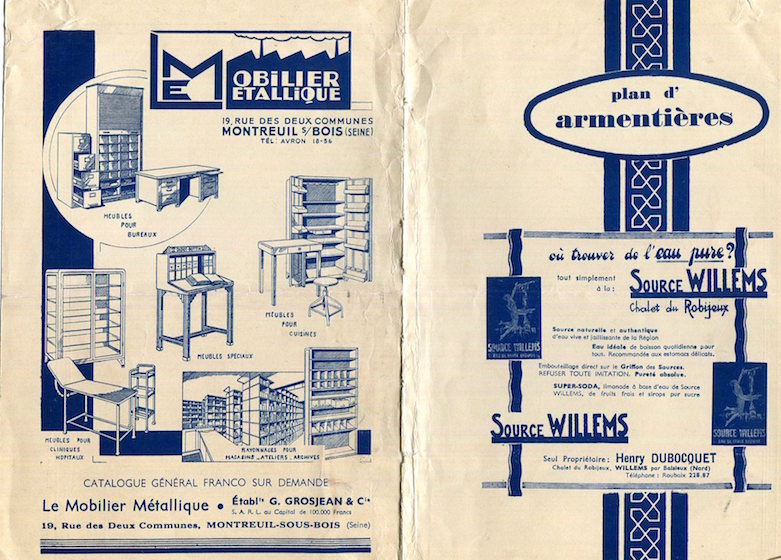 MOBILIER
METALLIQUE
19, RUE DES DEUX COMMUNES
MONTREUIL S/BOIS (SEINE)
TÉL: AVRON 18-56
MEUBLES
POUR
BUREAUX
MEUBLES
POUR
CUISINES
MEUBLES SPÉCIAUX
MEUBLES POUR
CLINIQUES
HOPITAUX
RAYONNAGES POUR
MAGASINS_ATELIERS_ARCHIVES
CATALOGUE GÉNÉRAL FRANCO SUR DEMANDE
Le Mobilier Métallique • Établts G. GROSJEAN & Cie
S. A. R. L. au Capital de 100.000 Francs
19, Rue des Deux Communes, MONTREUIL-SOUS-BOIS (Seine)
plan d'
armentières
où trouver de l'eau pure?
tout simplement
à la :
SOURCE WILLEMS
Chalet du Robijeux
Source naturelle et authentique
d'eau vive et jaillissante de la Région
Eau idéale de boisson quotidienne pour
tous. Recommandée aux estomacs délicats.
Embouteillage direct sur le Griffon des Sources.
REFUSER TOUTE IMITATION. Pureté absolue.
SUPER-SODA, limonade à base d'eau de Source
WILLEMS, de fruits frais et sirops pur sucre
SOURCE WILLEMS
SOURCE WILLEMS
SOURCE WILLEMS
Seul Propriétaire : Henry DUBOCQUET
Chalet du Robijeux, WILLEMS par Baisieux (Nord)
Téléphone : Roubaix 228.87